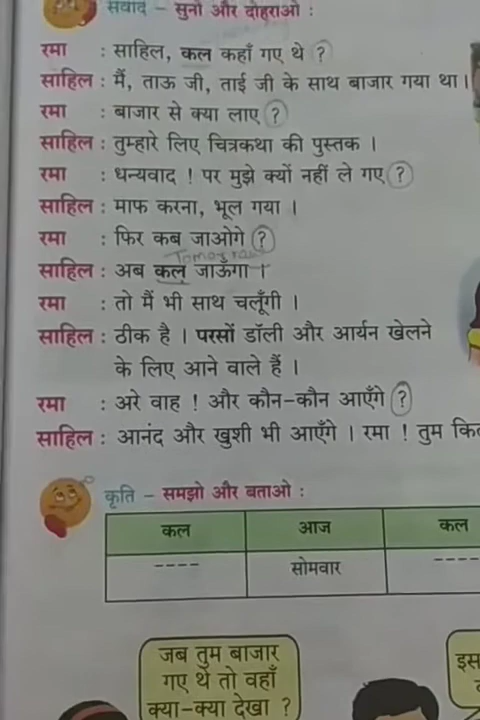 संवाद – सुनो और दोहराओ :
रमा : साहिल, कल कहाँ गए थे ?
साहिल : मैं, ताऊ जी, ताई जी के साथ बाजार गया था।
रमा : बाजार से क्या लाए ?
साहिल : तुम्हारे लिए चित्रकथा की पुस्तक ।
रमा : धन्यवाद ! पर मुझे क्यों नहीं ले गए ?
साहिल : माफ करना, भूल गया ।
रमा : फिर कब जाओगे ?
साहिल : अब कल जाऊँगा ।
रमा : तो मैं भी साथ चलूँगी ।
साहिल : ठीक है । परसों डॉली और आर्यन खेलने
के लिए आने वाले हैं ।
रमा : अरे वाह ! और कौन-कौन आएँगे ?
साहिल : आनंद और खुशी भी आएँगे । रमा ! तुम
कृति – समझो और बताओ :
कल आज कल
---- सोमवार ----
जब तुम बाजार
गए थे तो वहाँ
क्या-क्या देखा ?